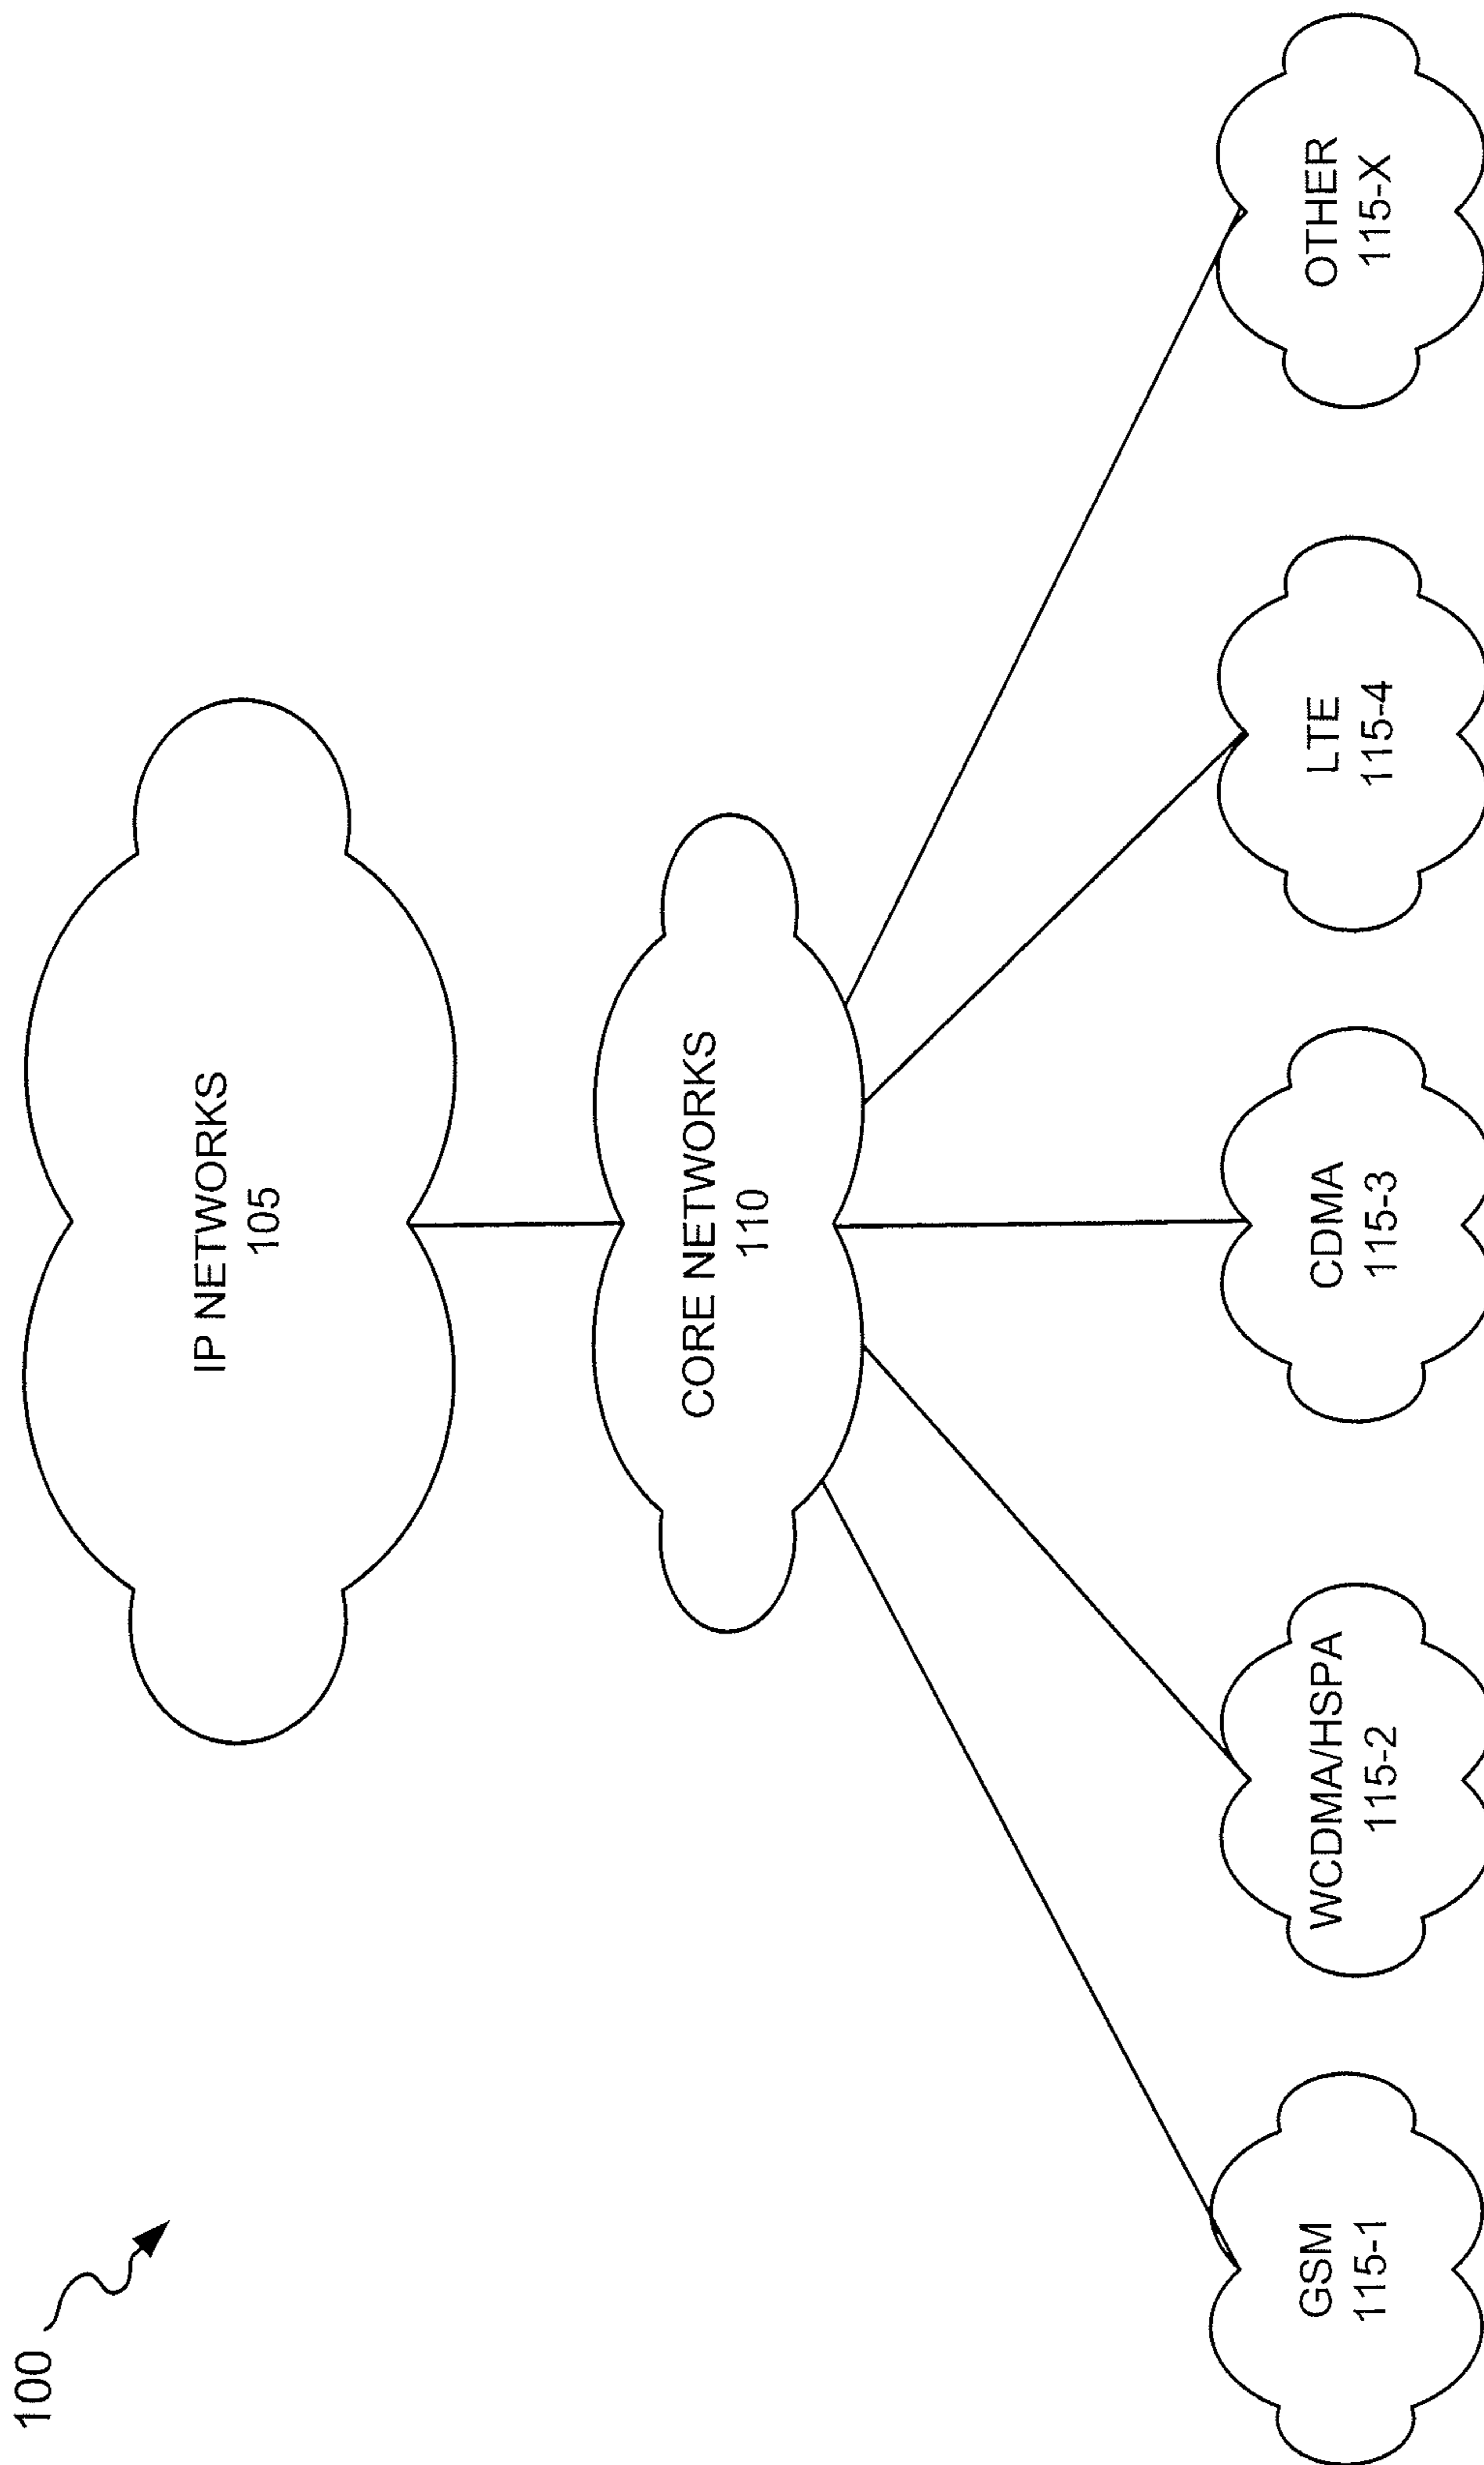 100
IP NETWORKS
105
CORE NETWORKS
110
GSM
115-1
WCDMA/HSPA
115-2
CDMA
115-3
LTE
115-4
OTHER
115-X